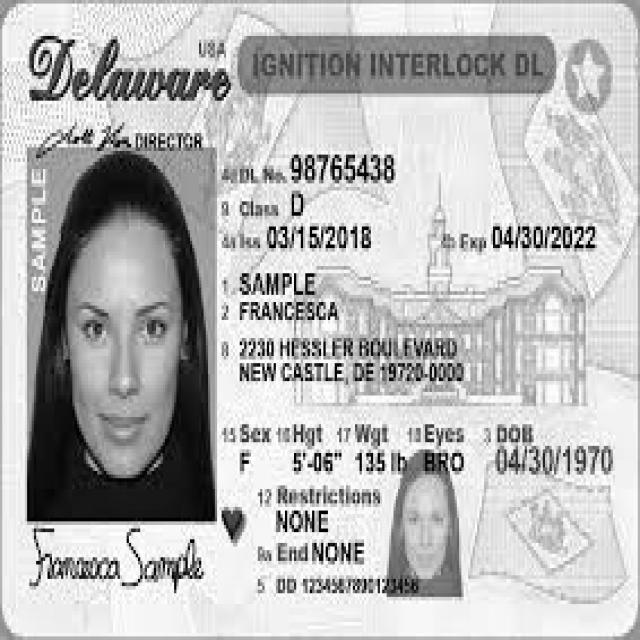 Delaware USA
IGNITION INTERLOCK DL
DIRECTOR
SAMPLE
4d DL No. 98765438
9 Class D
4a Iss 03/15/2018 4b Exp 04/30/2022
1 SAMPLE
2 FRANCESCA
8 2230 HESSLER BOULEVARD
NEW CASTLE, DE 19720-0000
15 Sex 16 Hgt 17 Wgt 18 Eyes 3 DOB
F 5'-06" 135 lb BRO 04/30/1970
12 Restrictions
NONE
9a End NONE
5 DD 1234567890123456
Francesca Sample